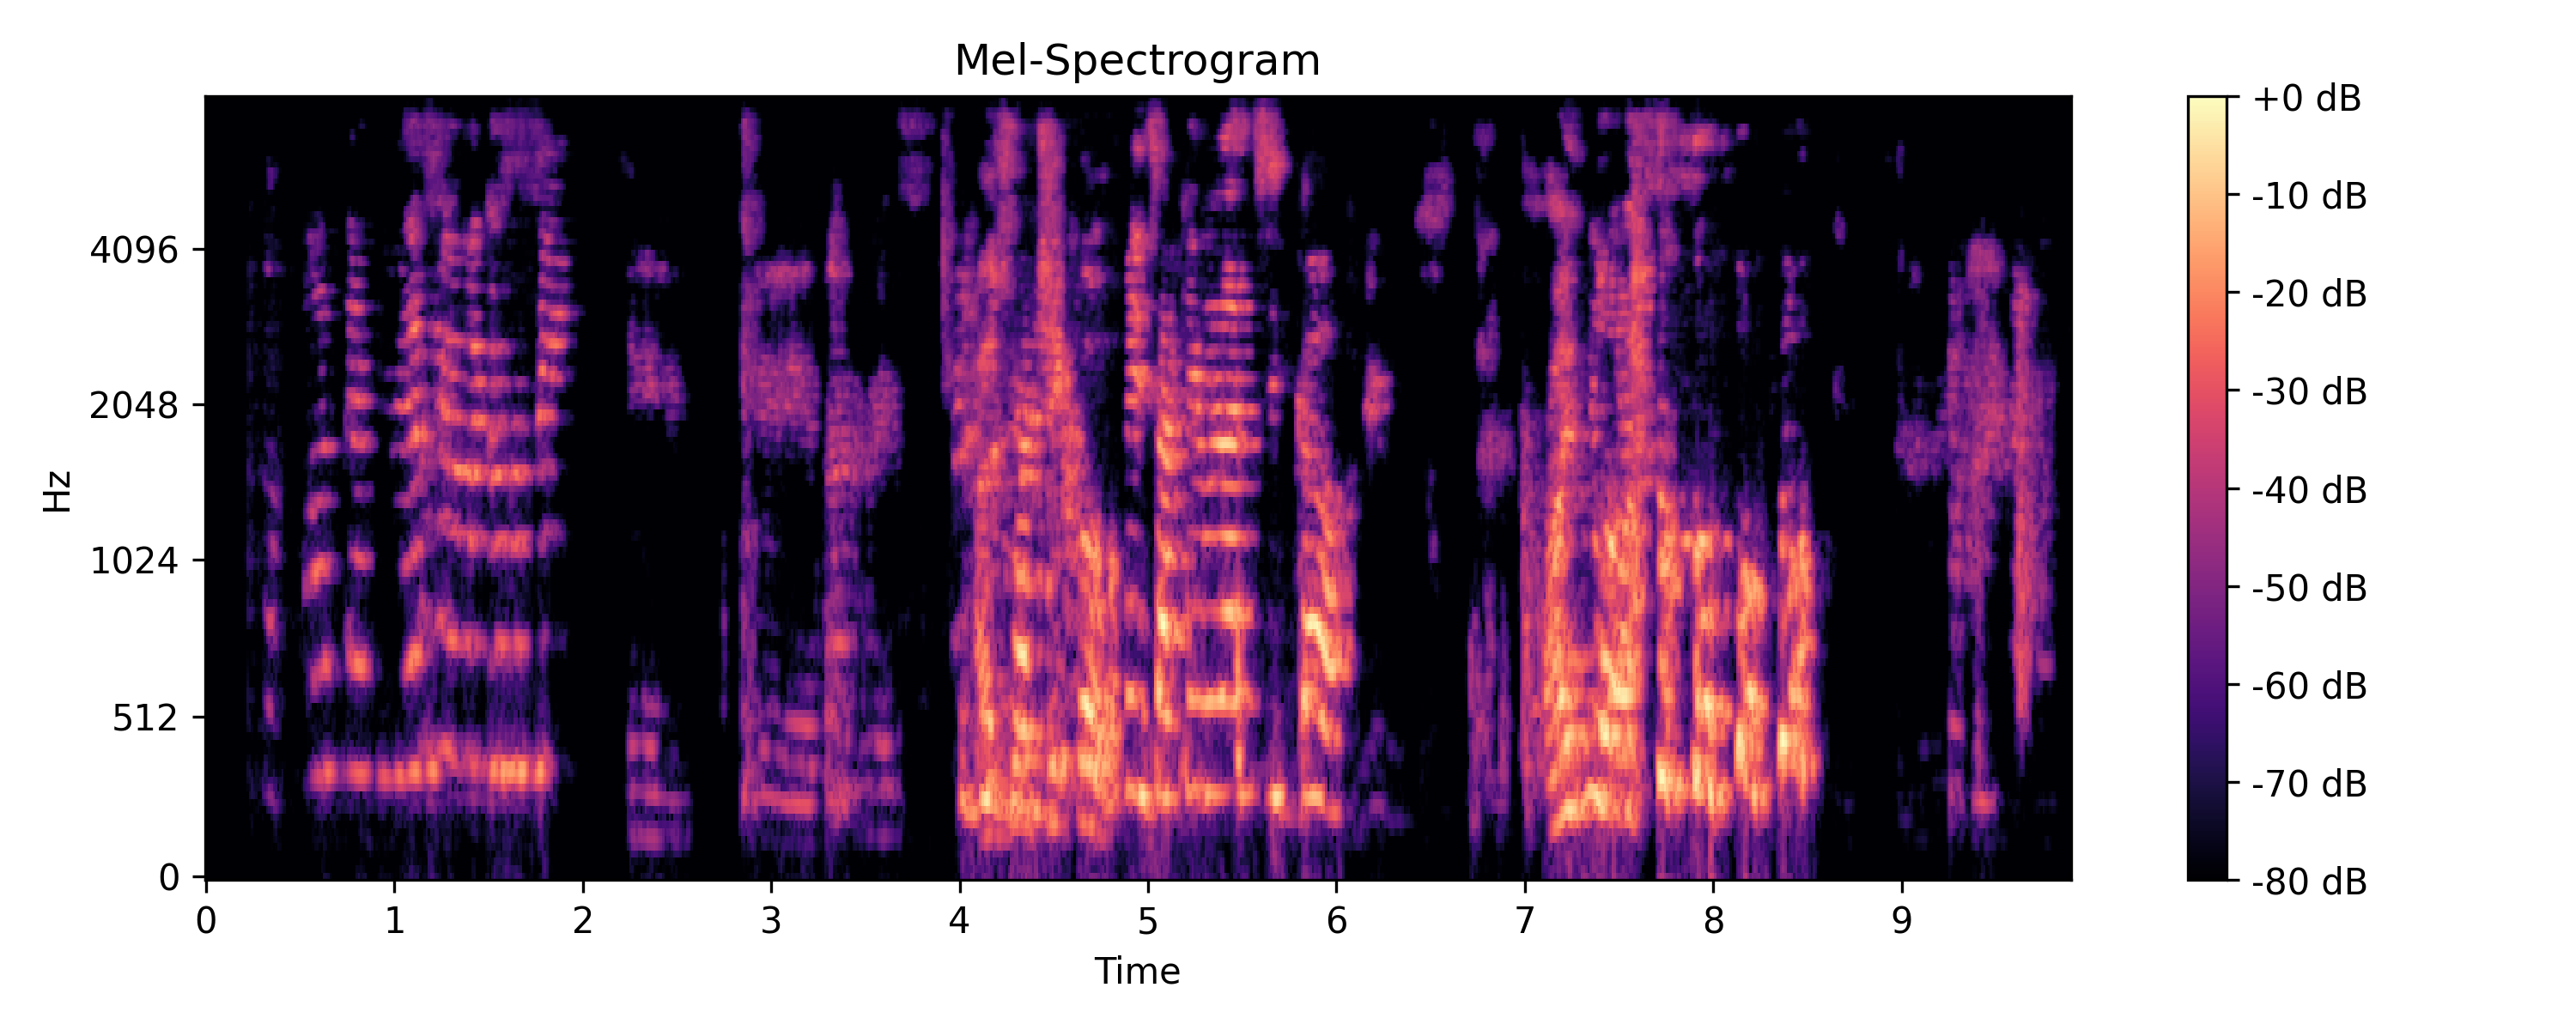 Mel-Spectrogram
+0 dB
-10 dB
-20 dB
-30 dB
-40 dB
-50 dB
-60 dB
-70 dB
-80 dB
4096
2048
1024
512
0
Hz
0 1 2 3 4 5 6 7 8 9
Time